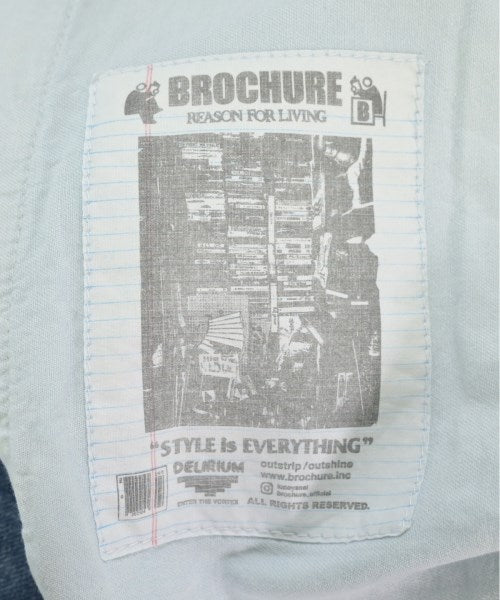 BROCHURE
REASON FOR LIVING
B
"STYLE is EVERYTHING"
DELIRIUM
ENTER THE VORTEX
outstrip / outshine
www.brochure.inc
brochure_official
ALL RIGHTS RESERVED.